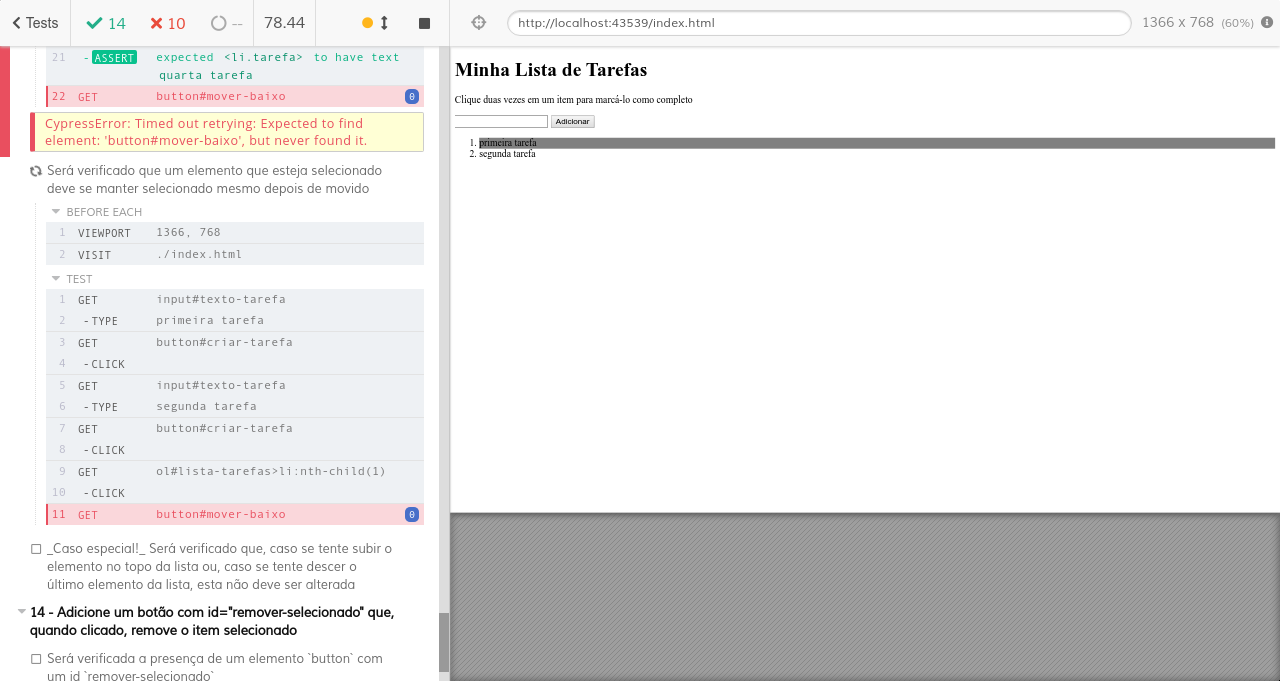 Tests 14 10 -- 78.44 http://localhost:43539/index.html 1366 x 768 (60%)
21 -ASSERT expected <li.tarefa> to have text
quarta tarefa
22 GET button#mover-baixo 0
CypressError: Timed out retrying: Expected to find
element: 'button#mover-baixo', but never found it.
Será verificado que um elemento que esteja selecionado
deve se manter selecionado mesmo depois de movido
BEFORE EACH
1 VIEWPORT 1366, 768
2 VISIT ./index.html
TEST
1 GET input#texto-tarefa
2 -TYPE primeira tarefa
3 GET button#criar-tarefa
4 -CLICK
5 GET input#texto-tarefa
6 -TYPE segunda tarefa
7 GET button#criar-tarefa
8 -CLICK
9 GET ol#lista-tarefas>li:nth-child(1)
10 -CLICK
11 GET button#mover-baixo 0
_Caso especial!_ Será verificado que, caso se tente subir o
elemento no topo da lista ou, caso se tente descer o
último elemento da lista, esta não deve ser alterada
14 - Adicione um botão com id="remover-selecionado" que,
quando clicado, remove o item selecionado
Será verificada a presença de um elemento `button` com
um id `remover-selecionado`
Minha Lista de Tarefas
Clique duas vezes em um item para marcá-lo como completo
Adicionar
1. primeira tarefa
2. segunda tarefa